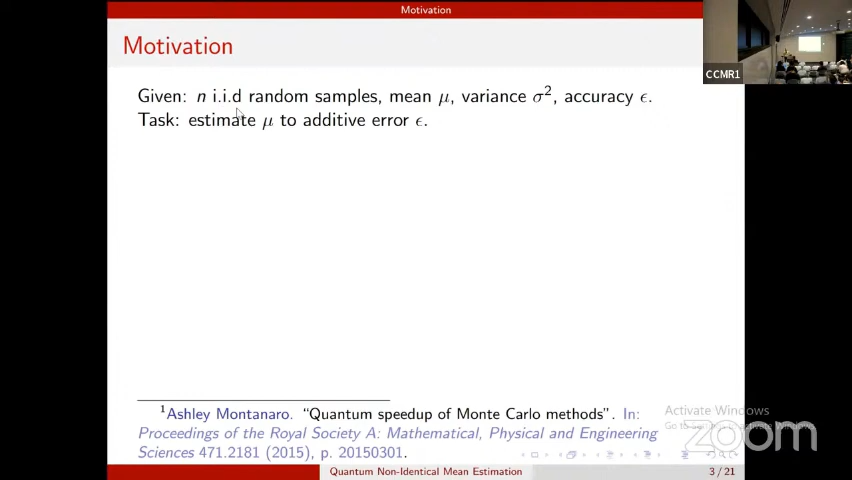 Motivation
Motivation
Given: n i.i.d random samples, mean μ, variance σ², accuracy ϵ.
Task: estimate μ to additive error ϵ.
CCMR1
¹Ashley Montanaro. “Quantum speedup of Monte Carlo methods”. In:
Proceedings of the Royal Society A: Mathematical, Physical and Engineering
Sciences 471.2181 (2015), p. 20150301.
Activate Windows
zoom
Quantum Non-Identical Mean Estimation
3 / 21